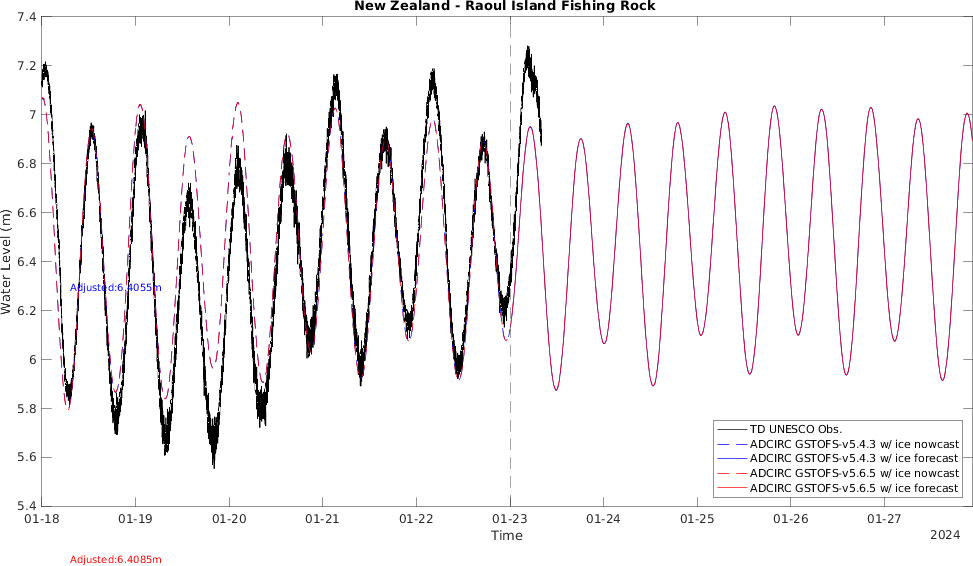 New Zealand - Raoul Island Fishing Rock
7.4
7.2
7
6.8
6.6
6.4
6.2
6
5.8
5.6
5.4
Water Level (m)
Adjusted:6.4055m
TD UNESCO Obs.
ADCIRC GSTOFS-v5.4.3 w/ ice nowcast
ADCIRC GSTOFS-v5.4.3 w/ ice forecast
ADCIRC GSTOFS-v5.6.5 w/ ice nowcast
ADCIRC GSTOFS-v5.6.5 w/ ice forecast
01-18 01-19 01-20 01-21 01-22 01-23 01-24 01-25 01-26 01-27
Time
2024
Adjusted:6.4085m